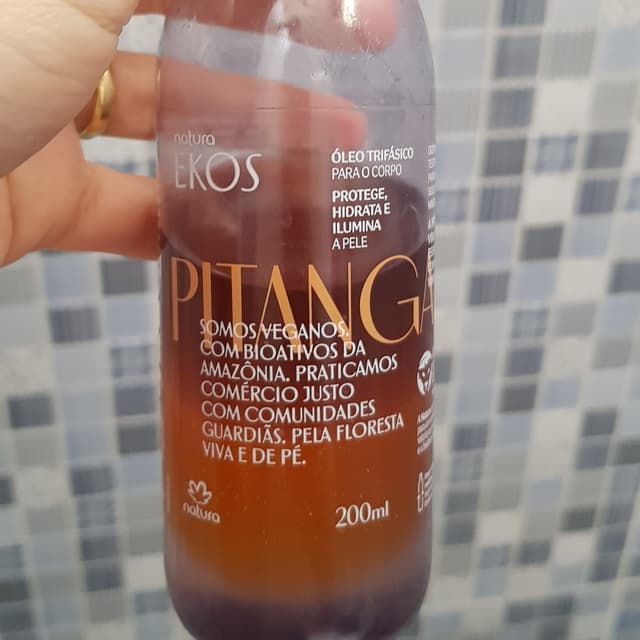 natura
EKOS
ÓLEO TRIFÁSICO
PARA O CORPO
PROTEGE,
HIDRATA E
ILUMINA
A PELE
PITANGA
SOMOS VEGANOS.
COM BIOATIVOS DA
AMAZÔNIA. PRATICAMOS
COMÉRCIO JUSTO
COM COMUNIDADES
GUARDIÃS. PELA FLORESTA
VIVA E DE PÉ.
natura
200ml